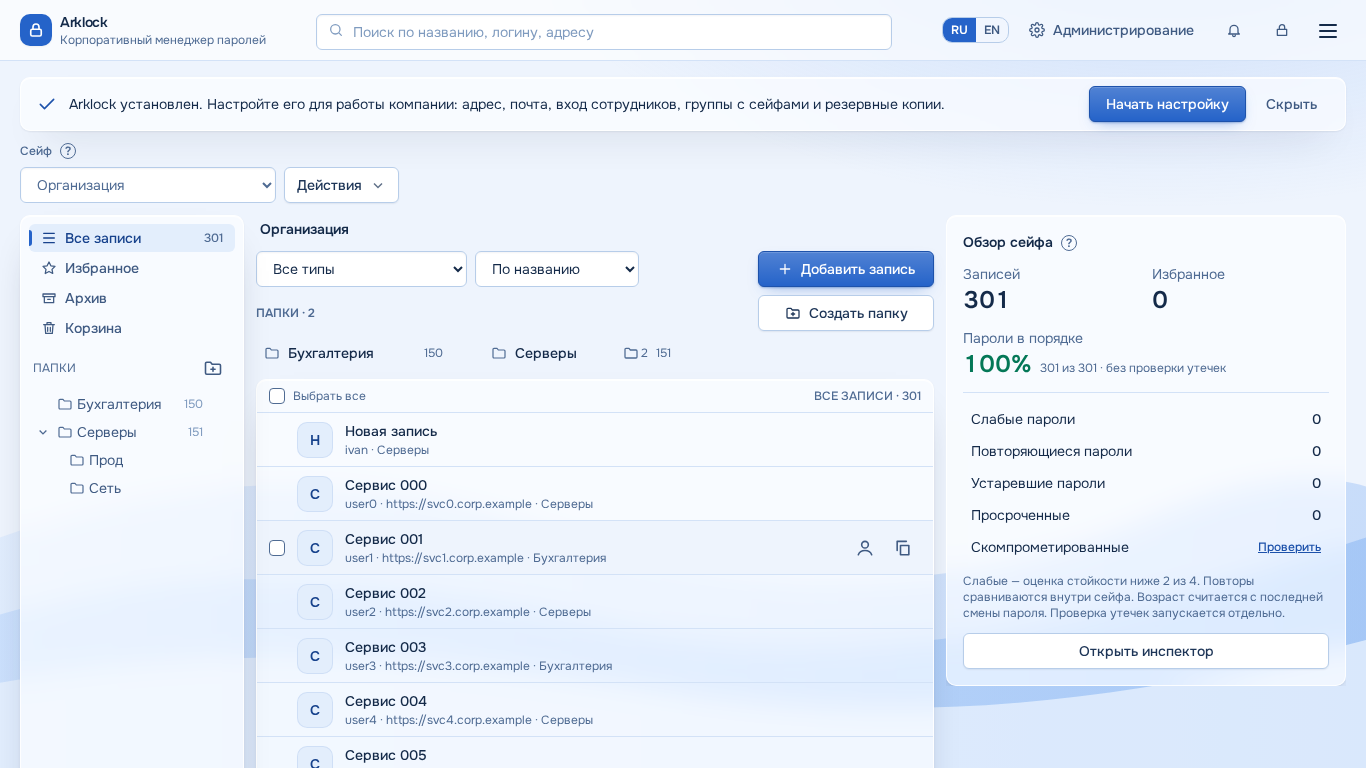 Arklock
Корпоративный менеджер паролей
Поиск по названию, логину, адресу
RU EN
Администрирование
Arklock установлен. Настройте его для работы компании: адрес, почта, вход сотрудников, группы с сейфами и резервные копии.
Начать настройку
Скрыть
Сейф ?
Организация
Действия
Все записи 301
Избранное
Архив
Корзина
ПАПКИ
Бухгалтерия 150
Серверы 151
Прод
Сеть
Организация
Все типы
По названию
Добавить запись
ПАПКИ · 2
Создать папку
Бухгалтерия 150
Серверы 2 151
Выбрать все
ВСЕ ЗАПИСИ · 301
Н
Новая запись
ivan · Серверы
С
Сервис 000
user0 · https://svc0.corp.example · Серверы
С
Сервис 001
user1 · https://svc1.corp.example · Бухгалтерия
С
Сервис 002
user2 · https://svc2.corp.example · Серверы
С
Сервис 003
user3 · https://svc3.corp.example · Бухгалтерия
С
Сервис 004
user4 · https://svc4.corp.example · Серверы
С
Сервис 005
Обзор сейфа ?
Записей
301
Избранное
0
Пароли в порядке
100% 301 из 301 · без проверки утечек
Слабые пароли 0
Повторяющиеся пароли 0
Устаревшие пароли 0
Просроченные 0
Скомпрометированные Проверить
Слабые — оценка стойкости ниже 2 из 4. Повторы
сравниваются внутри сейфа. Возраст считается с последней
смены пароля. Проверка утечек запускается отдельно.
Открыть инспектор